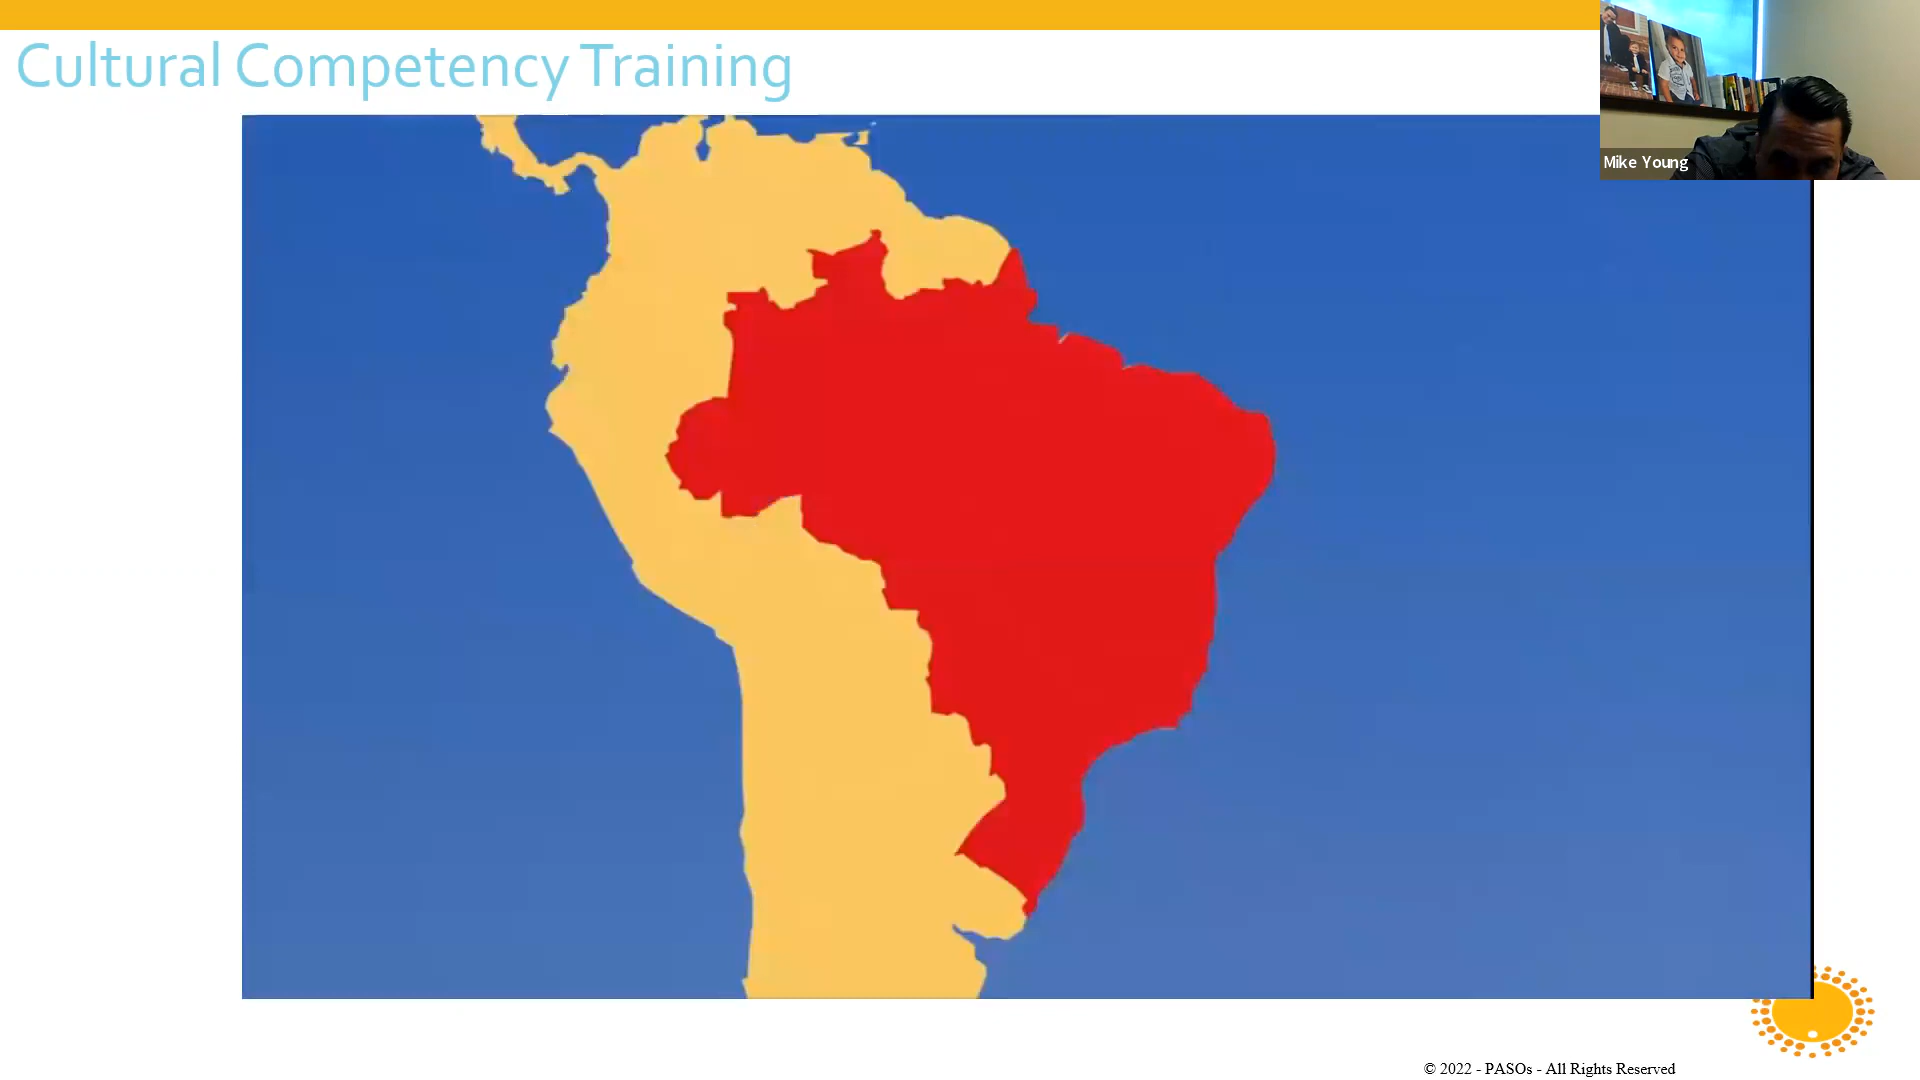 Cultural Competency Training
Mike Young
© 2022 - PASOs - All Rights Reserved